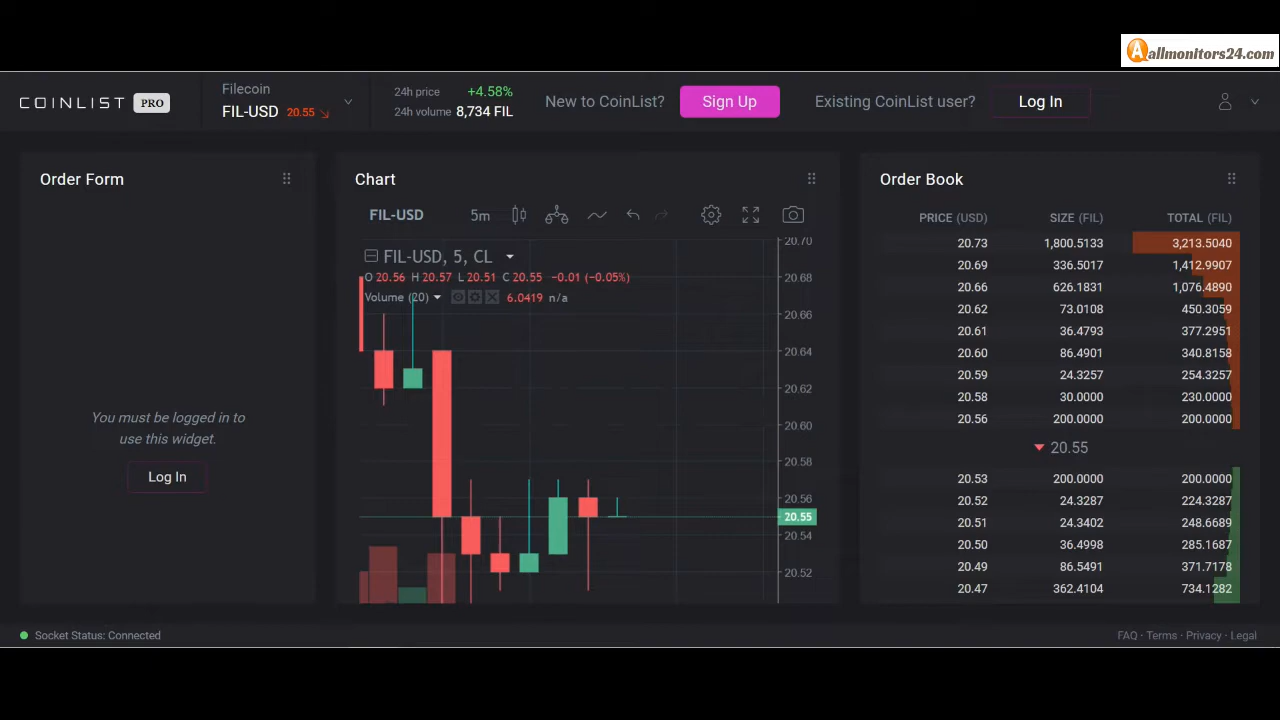 allmonitors24.com
COINLIST PRO
Filecoin
FIL-USD 20.55
24h price +4.58%
24h volume 8,734 FIL
New to CoinList?
Sign Up
Existing CoinList user?
Log In
Order Form
You must be logged in to
use this widget.
Log In
Chart
FIL-USD 5m
FIL-USD, 5, CL
O 20.56 H 20.57 L 20.51 C 20.55 −0.01 (−0.05%)
Volume (20) 6.0419 n/a
20.70
20.68
20.66
20.64
20.62
20.60
20.58
20.56
20.55
20.54
20.52
Order Book
PRICE (USD) SIZE (FIL) TOTAL (FIL)
20.73 1,800.5133 3,213.5040
20.69 336.5017 1,412.9907
20.66 626.1831 1,076.4890
20.62 73.0108 450.3059
20.61 36.4793 377.2951
20.60 86.4901 340.8158
20.59 24.3257 254.3257
20.58 30.0000 230.0000
20.56 200.0000 200.0000
20.55
20.53 200.0000 200.0000
20.52 24.3287 224.3287
20.51 24.3402 248.6689
20.50 36.4998 285.1687
20.49 86.5491 371.7178
20.47 362.4104 734.1282
Socket Status: Connected
FAQ · Terms · Privacy · Legal